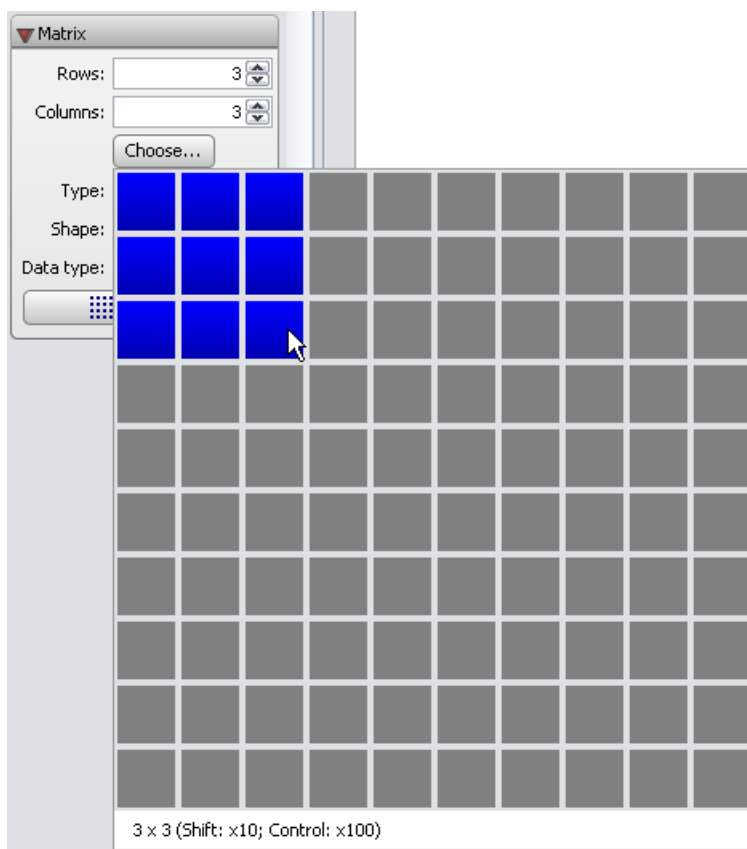 Matrix
Rows: 3
Columns: 3
Choose...
Type:
Shape:
Data type:
3 x 3 (Shift: x10; Control: x100)